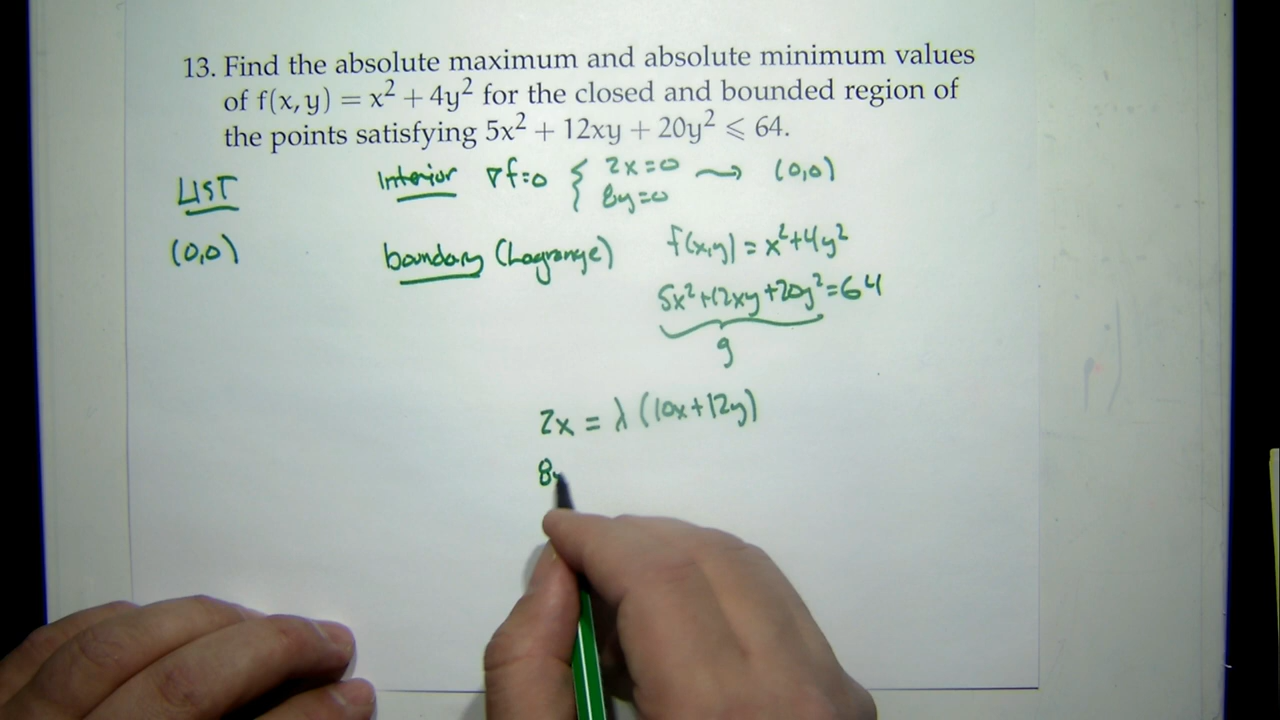 13. Find the absolute maximum and absolute minimum values
of f(x, y) = x² + 4y² for the closed and bounded region of
the points satisfying 5x² + 12xy + 20y² ⩽ 64.
LIST
(0,0)
Interior ∇f=0 { 2x=0 ⇝ (0,0)
8y=0
boundary (Lagrange) f(x,y) = x²+4y²
5x²+12xy+20y²=64
g
2x = λ (10x+12y)
8y